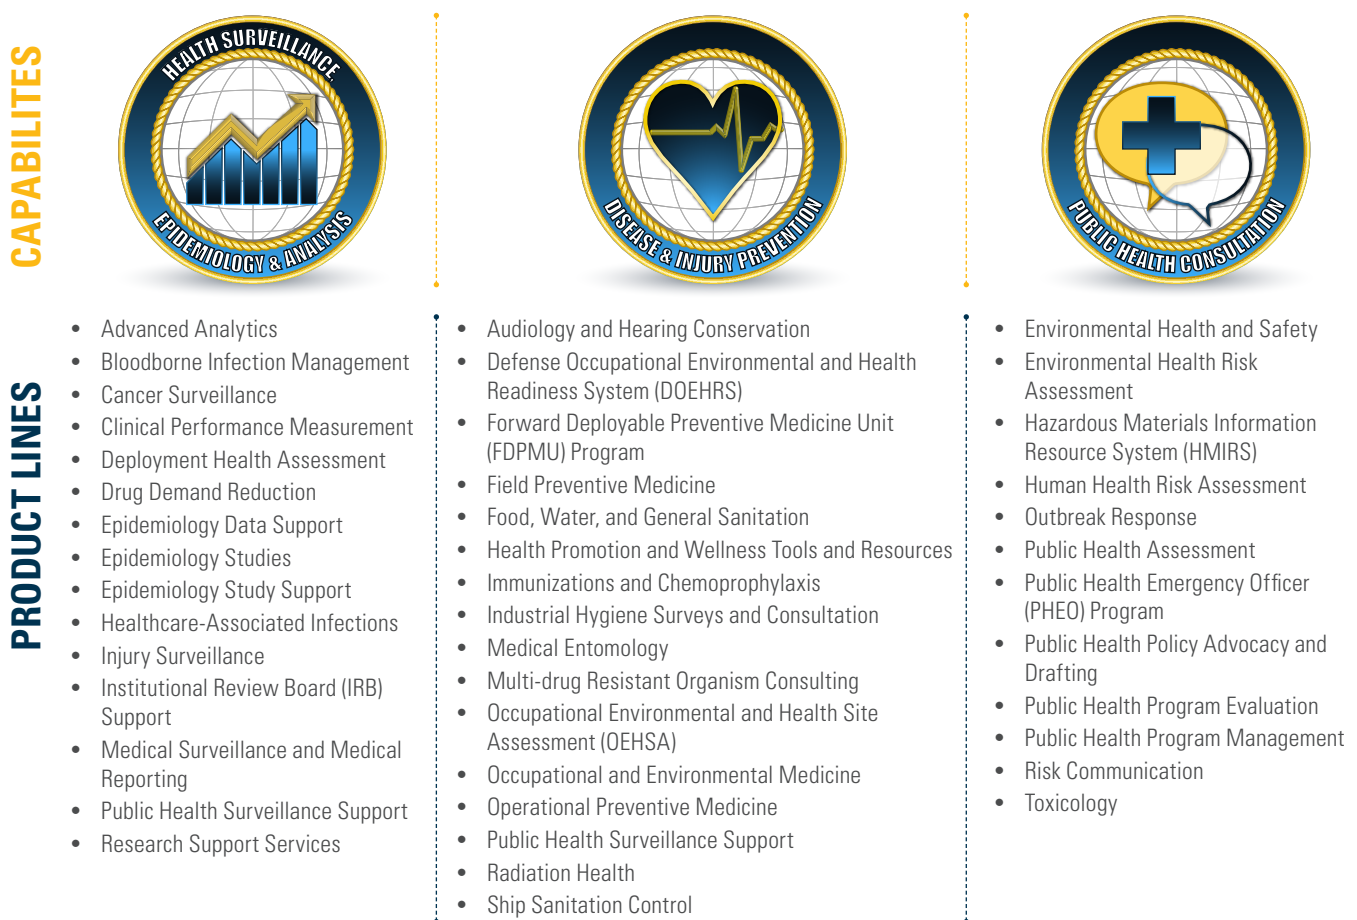 CAPABILITES
HEALTH SURVEILLANCE,
EPIDEMIOLOGY & ANALYSIS
DISEASE & INJURY PREVENTION
PUBLIC HEALTH CONSULTATION
PRODUCT LINES
• Advanced Analytics
• Bloodborne Infection Management
• Cancer Surveillance
• Clinical Performance Measurement
• Deployment Health Assessment
• Drug Demand Reduction
• Epidemiology Data Support
• Epidemiology Studies
• Epidemiology Study Support
• Healthcare-Associated Infections
• Injury Surveillance
• Institutional Review Board (IRB)
Support
• Medical Surveillance and Medical
Reporting
• Public Health Surveillance Support
• Research Support Services
• Audiology and Hearing Conservation
• Defense Occupational Environmental and Health
Readiness System (DOEHRS)
• Forward Deployable Preventive Medicine Unit
(FDPMU) Program
• Field Preventive Medicine
• Food, Water, and General Sanitation
• Health Promotion and Wellness Tools and Resources
• Immunizations and Chemoprophylaxis
• Industrial Hygiene Surveys and Consultation
• Medical Entomology
• Multi-drug Resistant Organism Consulting
• Occupational Environmental and Health Site
Assessment (OEHSA)
• Occupational and Environmental Medicine
• Operational Preventive Medicine
• Public Health Surveillance Support
• Radiation Health
• Ship Sanitation Control
• Environmental Health and Safety
• Environmental Health Risk
Assessment
• Hazardous Materials Information
Resource System (HMIRS)
• Human Health Risk Assessment
• Outbreak Response
• Public Health Assessment
• Public Health Emergency Officer
(PHEO) Program
• Public Health Policy Advocacy and
Drafting
• Public Health Program Evaluation
• Public Health Program Management
• Risk Communication
• Toxicology